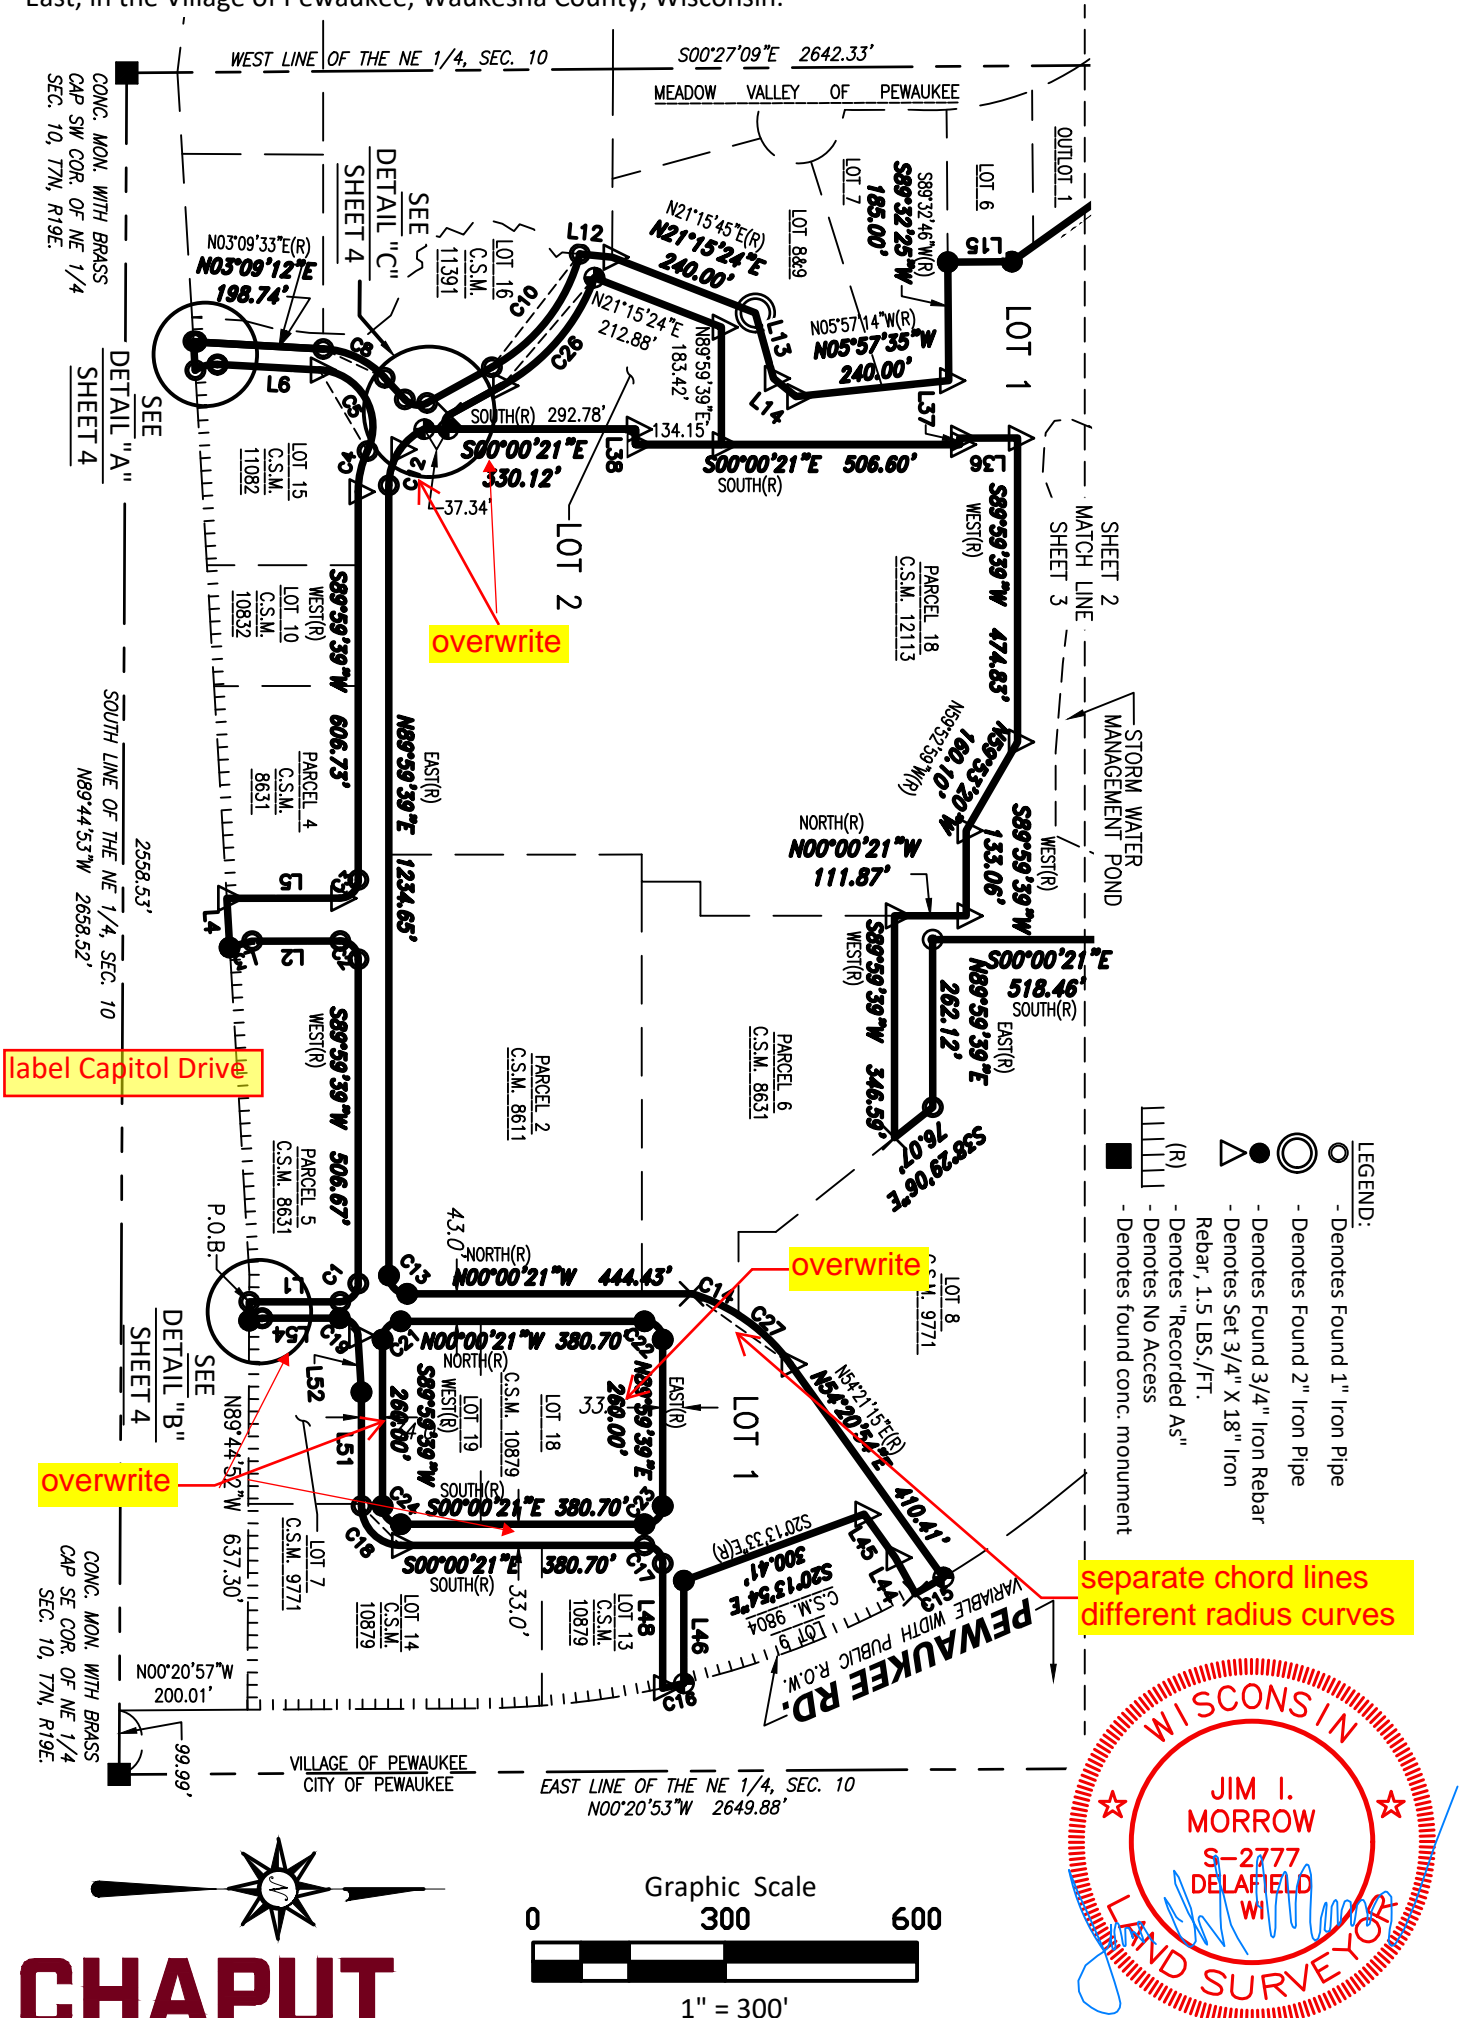 East, in the Village of Pewaukee, Waukesha County, Wisconsin.
WEST LINE OF THE NE 1/4, SEC. 10
S00°27'09"E 2642.33'
MEADOW VALLEY OF PEWAUKEE
CONC. MON. WITH BRASS
CAP SW COR. OF NE 1/4
SEC. 10, T7N, R19E.
OUTLOT 1
LOT 6
S89°32'46"W(R)
S89°32'25"W
185.00'
LOT 7
LOT 8&9
L15
LOT 1
N21°15'45"E(R)
N21°15'24"E
240.00'
L12
L13
L14
N05°57'14"W(R)
N05°57'35"W
240.00'
SEE
DETAIL "C"
SHEET 4
LOT 16
C.S.M.
11391
N03°09'33"E(R)
N03°09'12"E
198.74'
C10
C26
N21°15'24"E
212.88'
N89°59'39"E
183.42'
C8
L6
C5
C4
C12
SOUTH(R) 292.78'
S00°00'21"E
330.12'
37.34'
134.15'
L38
L37
L36
S00°00'21"E 506.60'
SOUTH(R)
SEE
DETAIL "A"
SHEET 4
LOT 15
C.S.M.
11082
LOT 2
overwrite
PARCEL 18
C.S.M. 12113
S89°59'39"W 474.83'
WEST(R)
SHEET 2
MATCH LINE
SHEET 3
STORM WATER
MANAGEMENT POND
WEST(R)
S89°59'39"W 606.73'
LOT 10
C.S.M.
10832
PARCEL 4
C.S.M.
8631
EAST(R)
N89°59'39"E 1234.65'
N59°52'59"W(R)
N59°53'20"W
160.10'
WEST(R)
S89°59'39"W
133.06'
NORTH(R)
N00°00'21"W
111.87'
SOUTH LINE OF THE NE 1/4, SEC. 10
N89°44'53"W 2658.52'
2558.53'
L5
L4
L2
S89°59'39"W 346.59'
WEST(R)
S00°00'21"E
518.46'
SOUTH(R)
EAST(R)
N89°59'39"E
262.12'
S38°29'06"E
76.07'
label Capitol Drive
S89°59'39"W 506.67'
WEST(R)
PARCEL 5
C.S.M. 8631
PARCEL 2
C.S.M. 8611
PARCEL 6
C.S.M. 8631
P.O.B.
LEGEND:
- Denotes Found 1" Iron Pipe
- Denotes Found 2" Iron Pipe
- Denotes Found 3/4" Iron Rebar
- Denotes Set 3/4" X 18" Iron
Rebar, 1.5 LBS./FT.
(R) - Denotes "Recorded As"
- Denotes No Access
- Denotes found conc. monument
43.0'
NORTH(R)
N00°00'21"W 444.43'
overwrite
LOT 8
C.S.M. 9771
L1
C1
C13
C14
C27
L54
C19
C21
C22
N00°00'21"W 380.70'
NORTH(R)
SEE
DETAIL "B"
SHEET 4
L52
L51
WEST(R)
S89°59'39"W
260.00'
LOT 19
LOT 18
C.S.M. 10879
EAST(R)
N89°59'39"E
260.00'
LOT 1
N54°21'15"E(R)
N54°20'54"E 410.41'
overwrite
N89°44'52"W 637.30'
LOT 7
C.S.M. 9771
C24
C23
SOUTH(R)
S00°00'21"E 380.70'
C18
C17
S00°00'21"E 380.70'
SOUTH(R)
33.0'
LOT 14
C.S.M.
10879
LOT 13
C.S.M.
10879
L48
L46
C16
S20°13'33"E(R)
S20°13'54"E
300.41'
L45
L44
C15
LOT 9
C.S.M. 9804
PEWAUKEE RD.
VARIABLE WIDTH PUBLIC R.O.W.
separate chord lines
different radius curves
N00°20'57"W
200.01'
99.99'
CONC. MON. WITH BRASS
CAP SE COR. OF NE 1/4
SEC. 10, T7N, R19E.
VILLAGE OF PEWAUKEE
CITY OF PEWAUKEE
EAST LINE OF THE NE 1/4, SEC. 10
N00°20'53"W 2649.88'
N
Graphic Scale
0 300 600
1" = 300'
CHAPUT
WISCONSIN
JIM I.
MORROW
S-2777
DELAFIELD
WI
LAND SURVEYOR